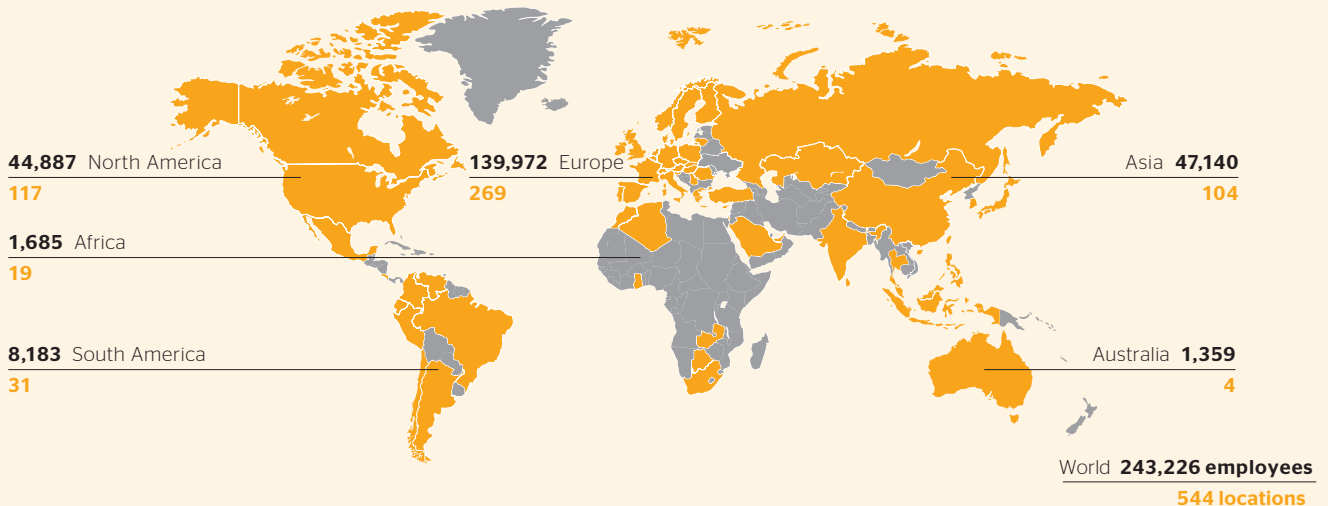 44,887 North America
117
139,972 Europe
269
Asia 47,140
104
1,685 Africa
19
8,183 South America
31
Australia 1,359
4
World 243,226 employees
544 locations